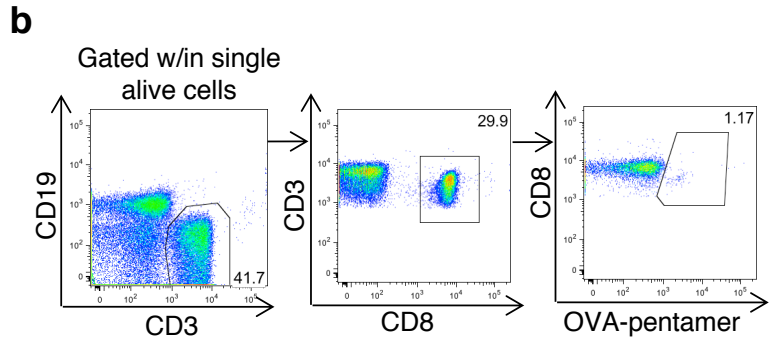 b
Gated w/in single
alive cells
CD19
10⁵
10⁴
10³
10²
0
41.7
0 10² 10³ 10⁴ 10⁵
CD3
CD3
10⁵
10⁴
10³
10²
0
29.9
0 10² 10³ 10⁴ 10⁵
CD8
CD8
10⁵
10⁴
10³
10²
0
1.17
0 10² 10³ 10⁴ 10⁵
OVA-pentamer